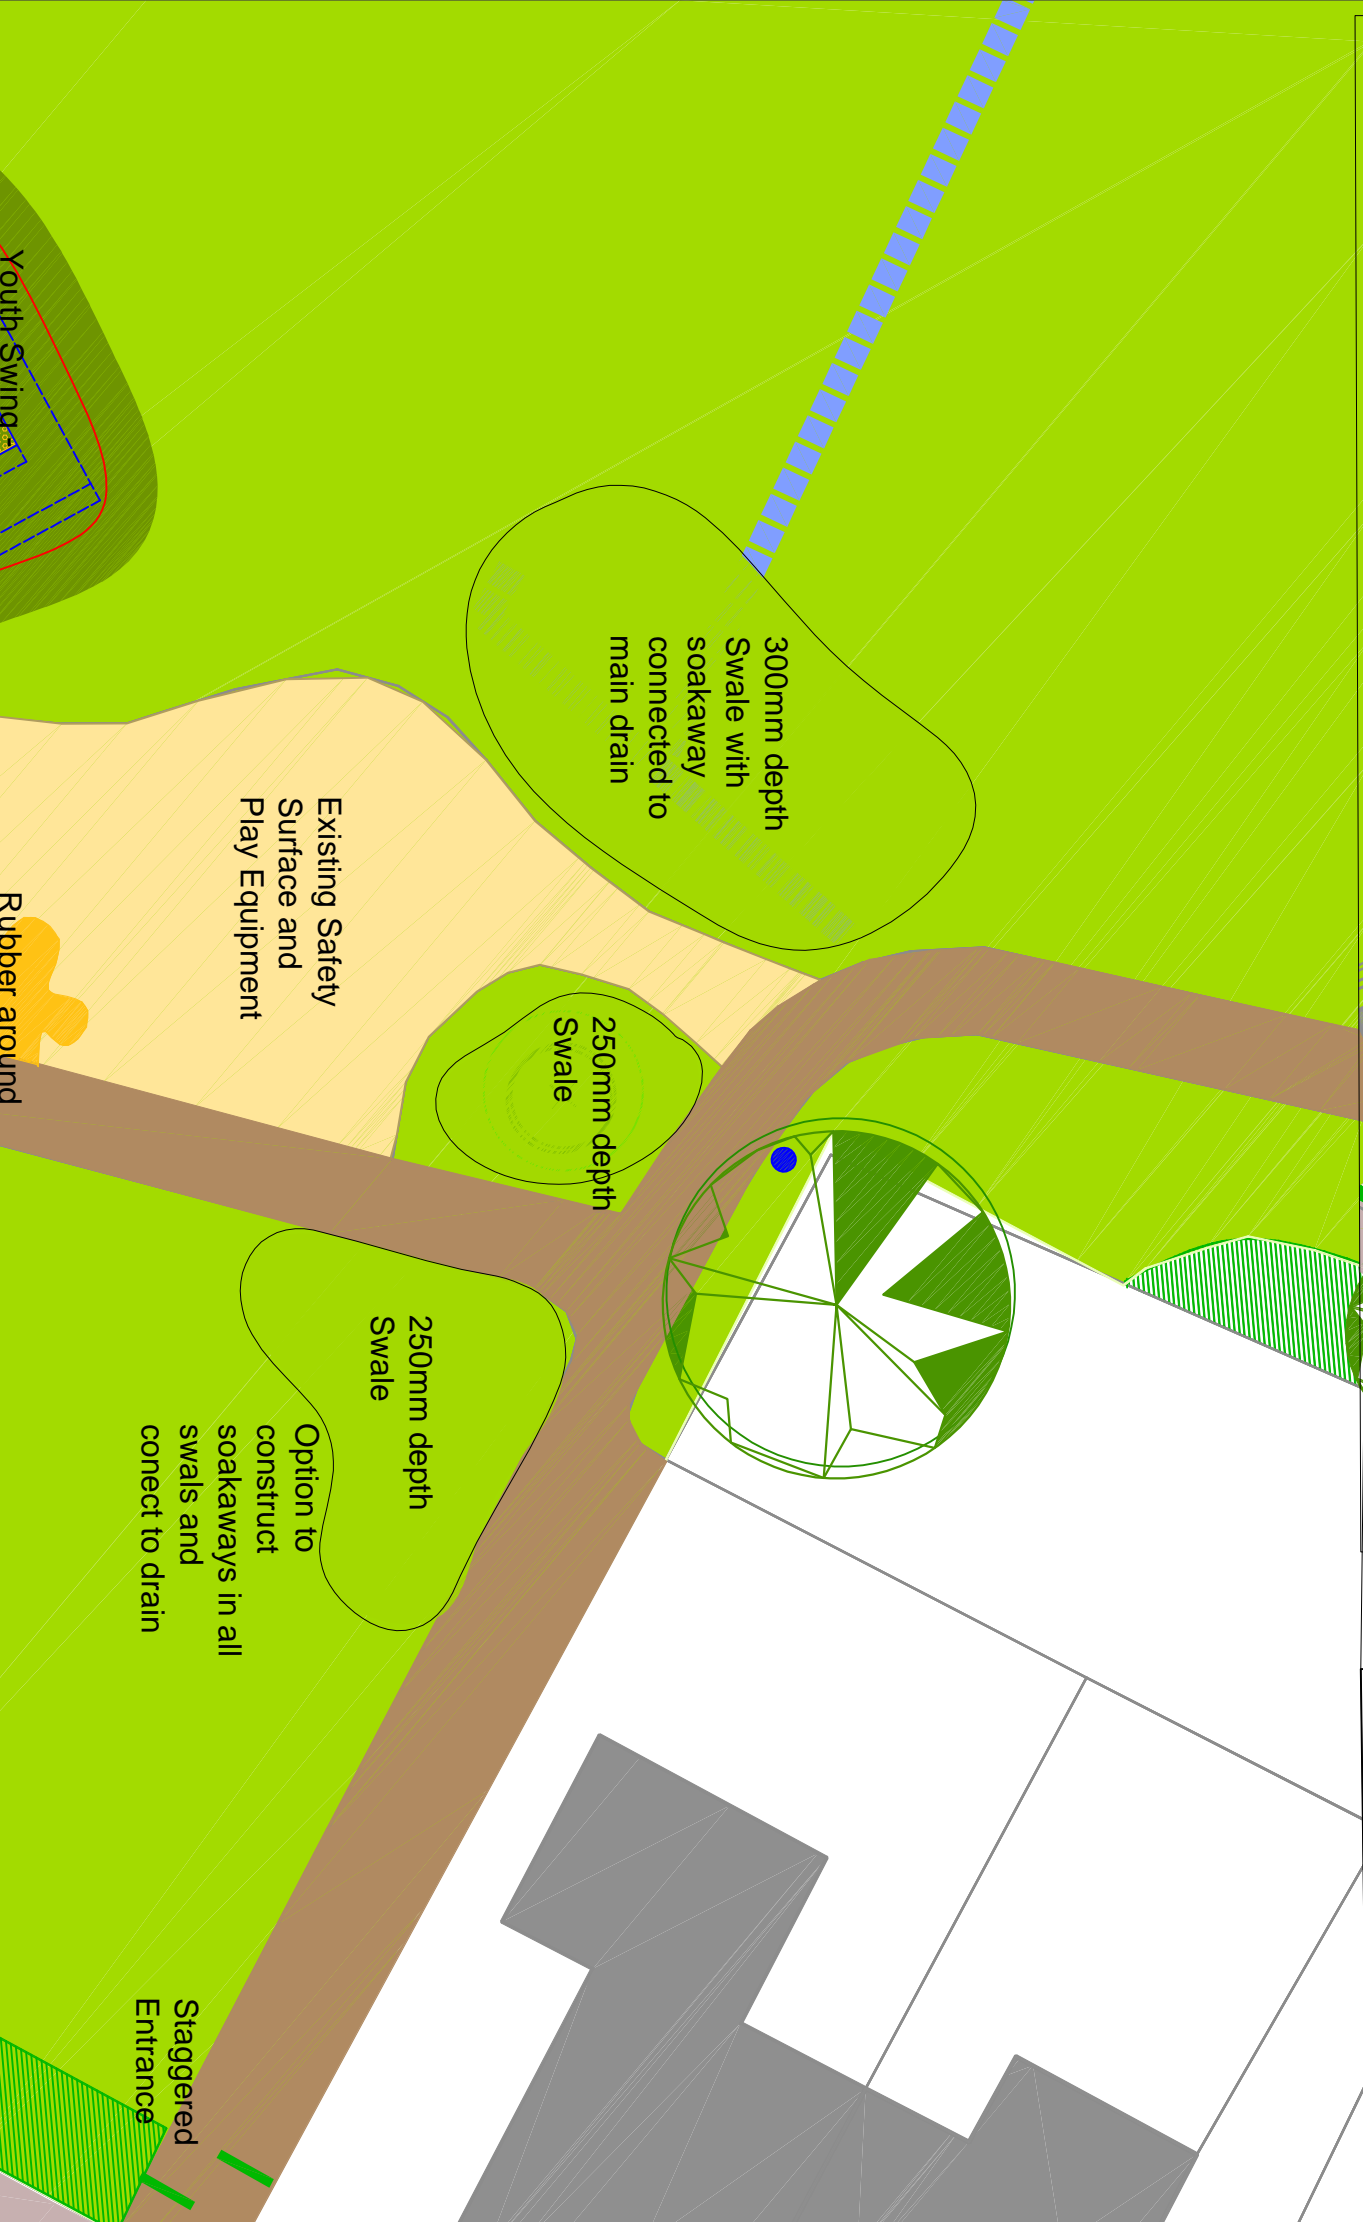 Youth Swing -
300mm depth
Swale with
soakaway
connected to
main drain
Existing Safety
Surface and
Play Equipment
Rubber around
250mm depth
Swale
250mm depth
Swale
Option to
construct
soakaways in all
swals and
conect to drain
Staggered
Entrance